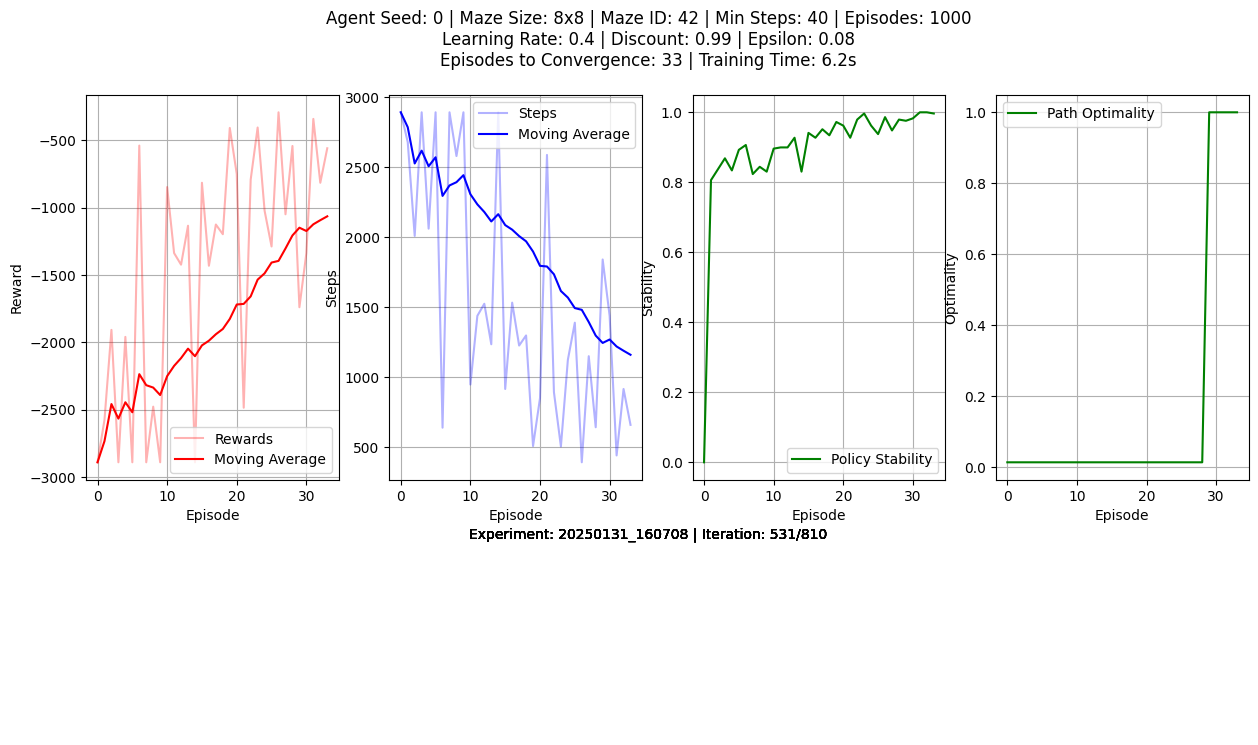 Agent Seed: 0 | Maze Size: 8x8 | Maze ID: 42 | Min Steps: 40 | Episodes: 1000
Learning Rate: 0.4 | Discount: 0.99 | Epsilon: 0.08
Episodes to Convergence: 33 | Training Time: 6.2s
Reward
−500
−1000
−1500
−2000
−2500
−3000
Rewards
Moving Average
0
10
20
30
Episode
Steps
3000
2500
2000
1500
1000
500
Steps
Moving Average
0
10
20
30
Episode
Stability
1.0
0.8
0.6
0.4
0.2
0.0
Policy Stability
0
10
20
30
Episode
Optimality
1.0
0.8
0.6
0.4
0.2
0.0
Path Optimality
0
10
20
30
Episode
Experiment: 20250131_160708 | Iteration: 531/810